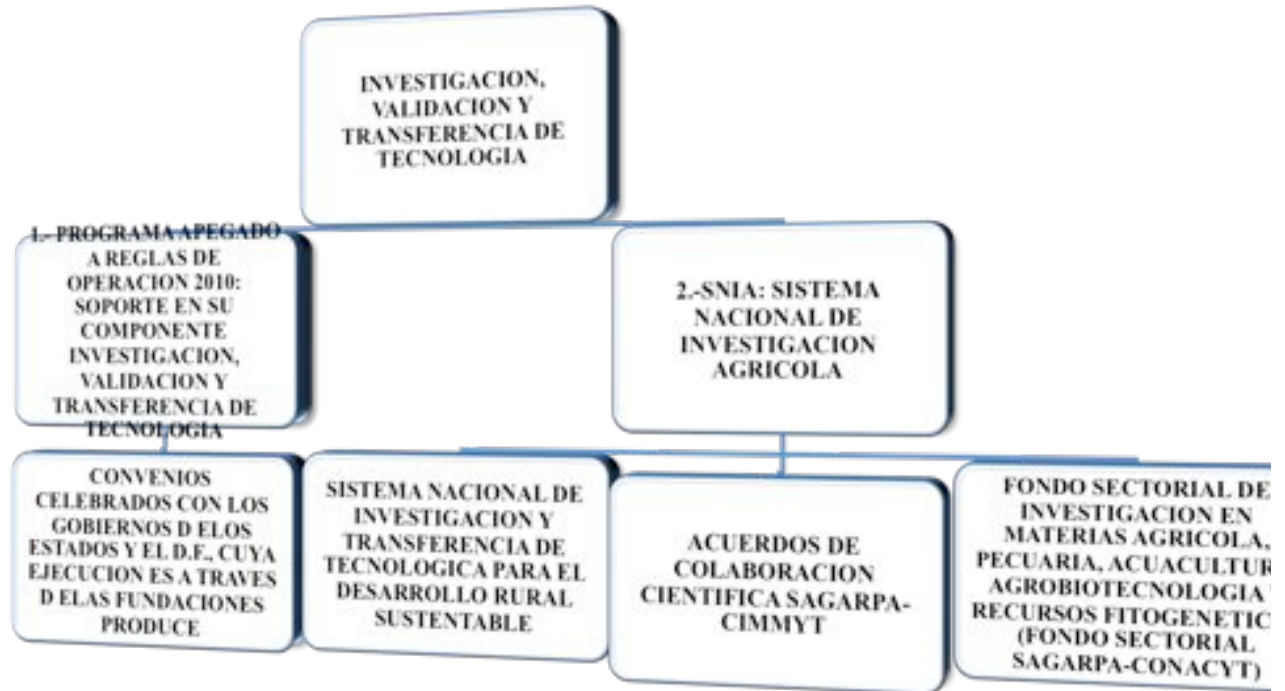 INVESTIGACION,
VALIDACION Y
TRANSFERENCIA DE
TECNOLOGIA
1.- PROGRAMA APEGADO
A REGLAS DE
OPERACION 2010:
SOPORTE EN SU
COMPONENTE
INVESTIGACION,
VALIDACION Y
TRANSFERENCIA DE
TECNOLOGIA
2.-SNIA: SISTEMA
NACIONAL DE
INVESTIGACION
AGRICOLA
CONVENIOS
CELEBRADOS CON LOS
GOBIERNOS D ELOS
ESTADOS Y EL D.F., CUYA
EJECUCION ES A TRAVES
D ELAS FUNDACIONES
PRODUCE
SISTEMA NACIONAL DE
INVESTIGACION Y
TRANSFERENCIA DE
TECNOLOGICA PARA EL
DESARROLLO RURAL
SUSTENTABLE
ACUERDOS DE
COLABORACION
CIENTIFICA SAGARPA-
CIMMYT
FONDO SECTORIAL DE
INVESTIGACION EN
MATERIAS AGRICOLA,
PECUARIA, ACUACULTUR
AGROBIOTECNOLOGIA
RECURSOS FITOGENETIC
(FONDO SECTORIAL
SAGARPA-CONACYT)